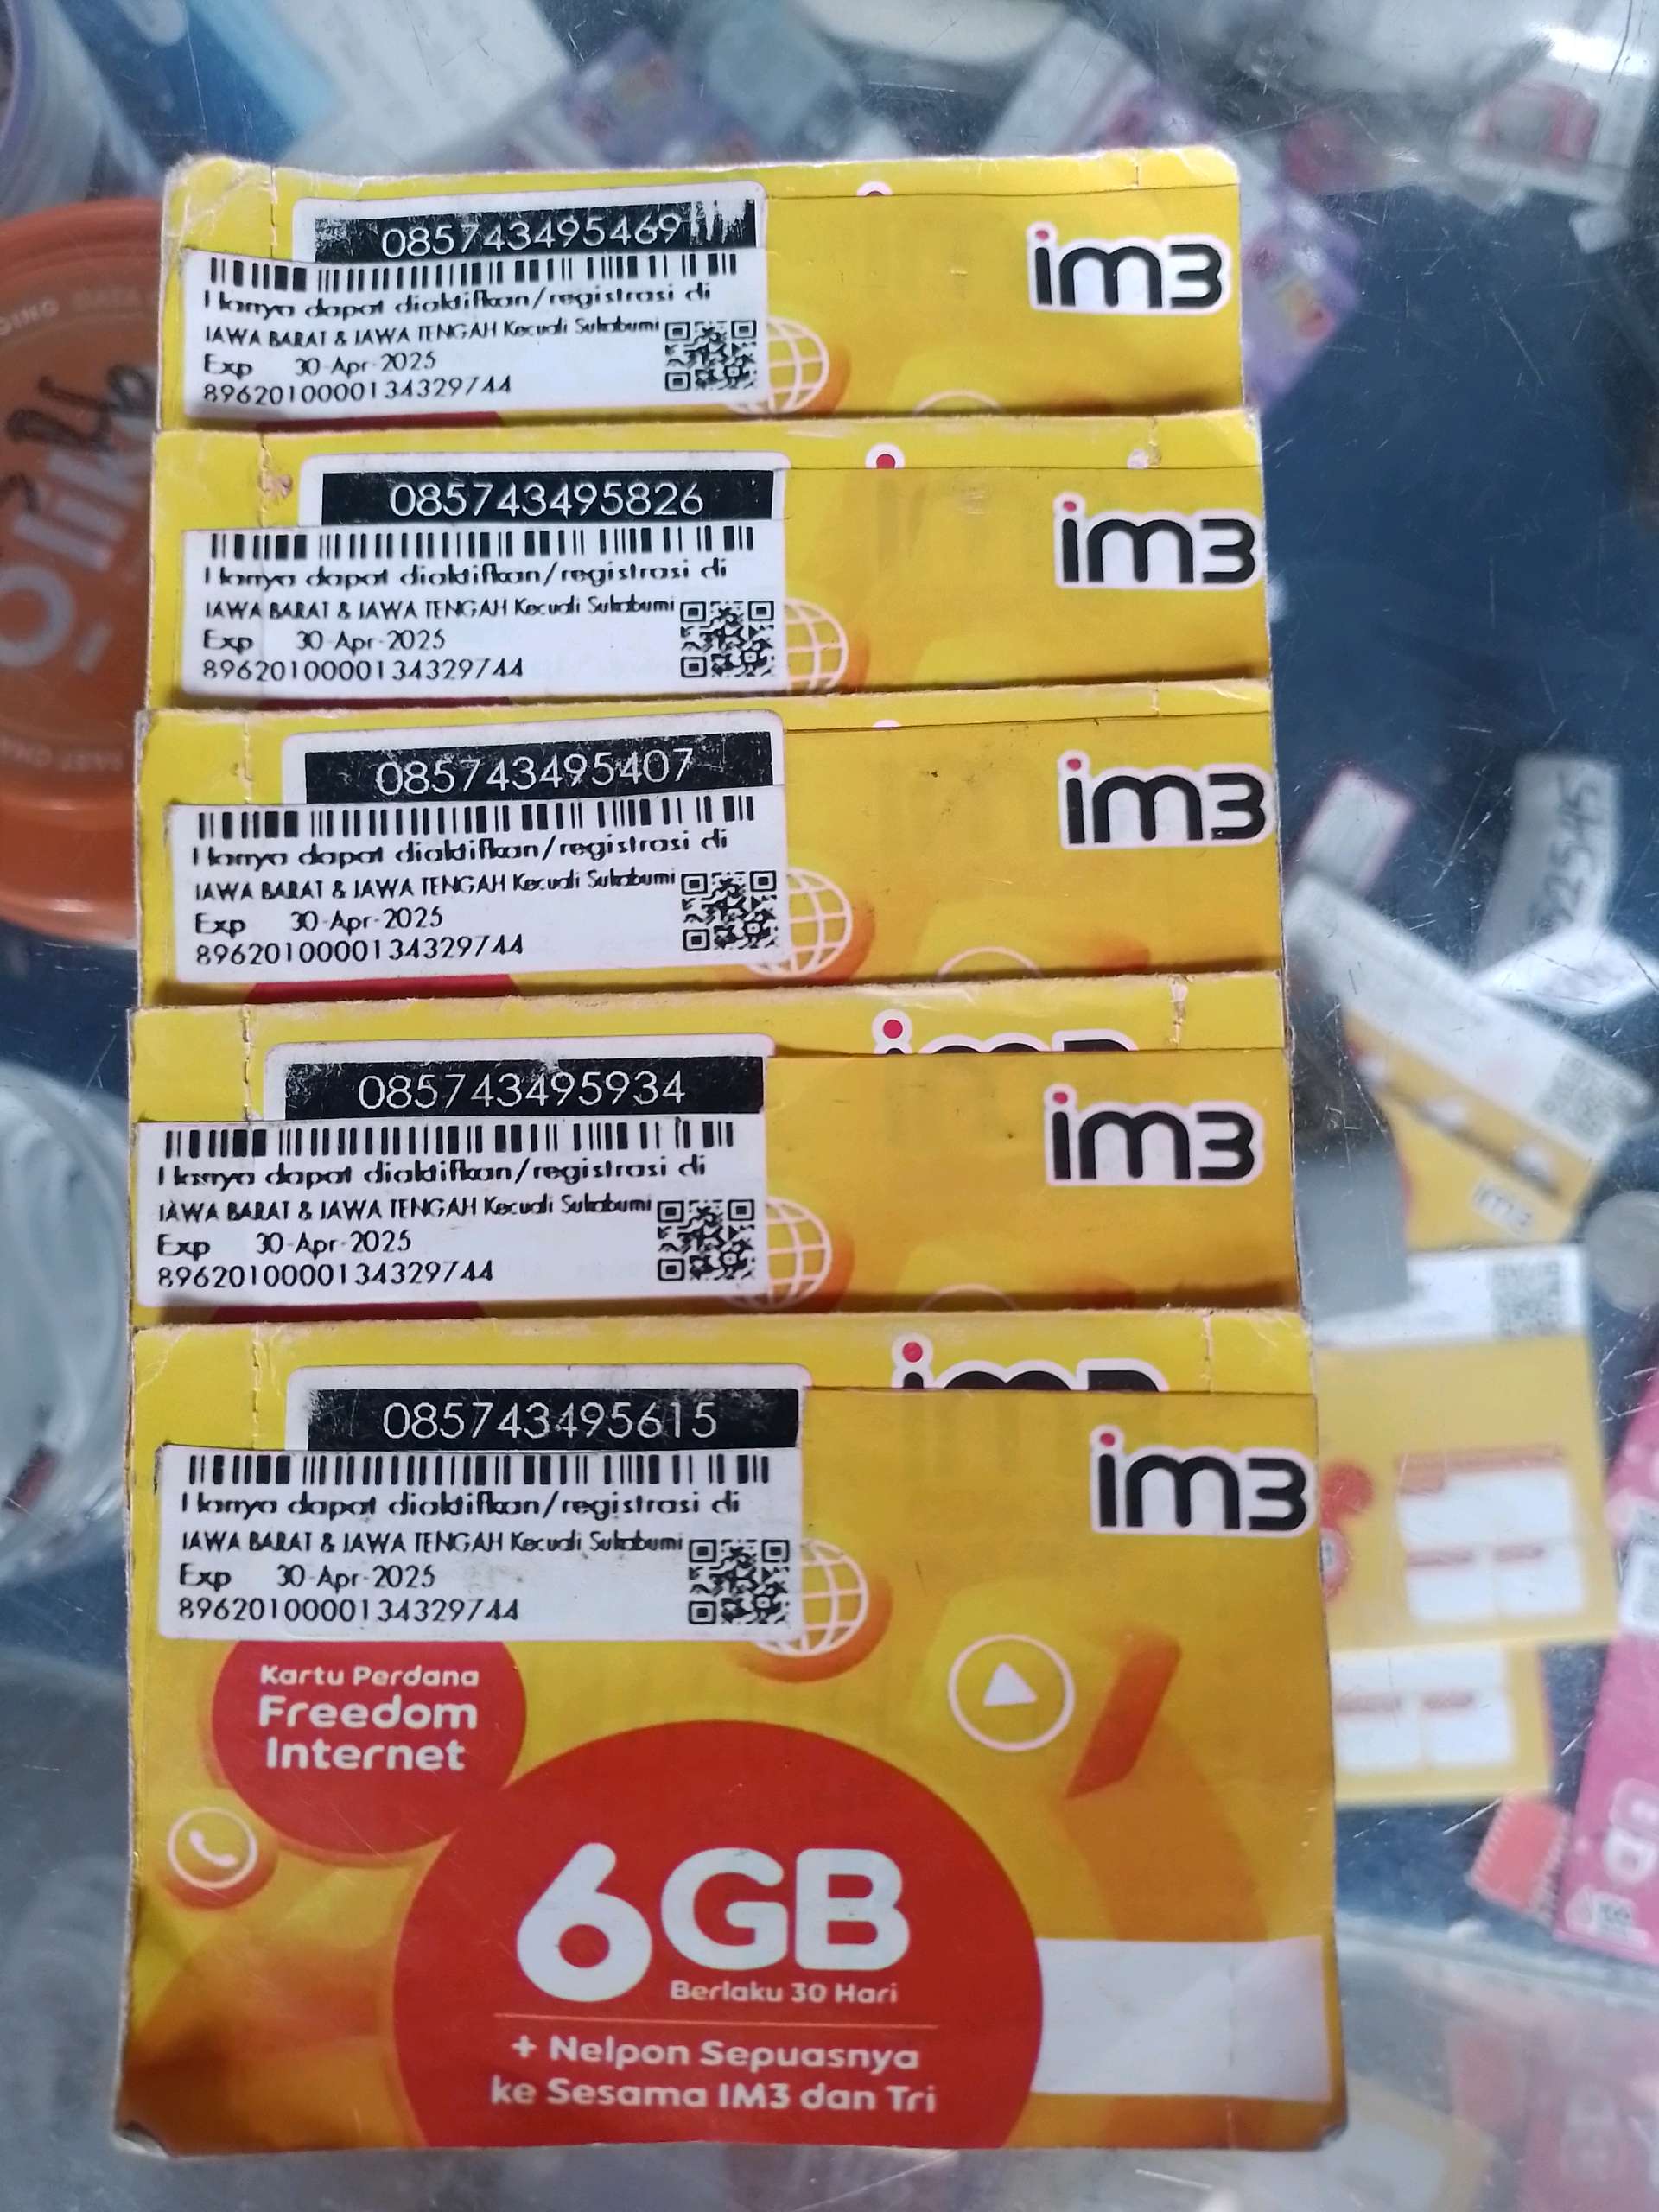 085743495469
im3
Hanya dapat diaktifkan/registrasi di
JAWA BARAT & JAWA TENGAH Kecuali Sukabumi
Exp 30-Apr-2025
8962010000134329744
085743495826
im3
Hanya dapat diaktifkan/registrasi di
JAWA BARAT & JAWA TENGAH Kecuali Sukabumi
Exp 30-Apr-2025
8962010000134329744
085743495407
im3
Hanya dapat diaktifkan/registrasi di
JAWA BARAT & JAWA TENGAH Kecuali Sukabumi
Exp 30-Apr-2025
8962010000134329744
085743495934
im3
Hanya dapat diaktifkan/registrasi di
JAWA BARAT & JAWA TENGAH Kecuali Sukabumi
Exp 30-Apr-2025
8962010000134329744
085743495615
im3
Hanya dapat diaktifkan/registrasi di
JAWA BARAT & JAWA TENGAH Kecuali Sukabumi
Exp 30-Apr-2025
8962010000134329744
Kartu Perdana
Freedom
Internet
6GB
Berlaku 30 Hari
+ Nelpon Sepuasnya
ke Sesama IM3 dan Tri
olike
22545
im3